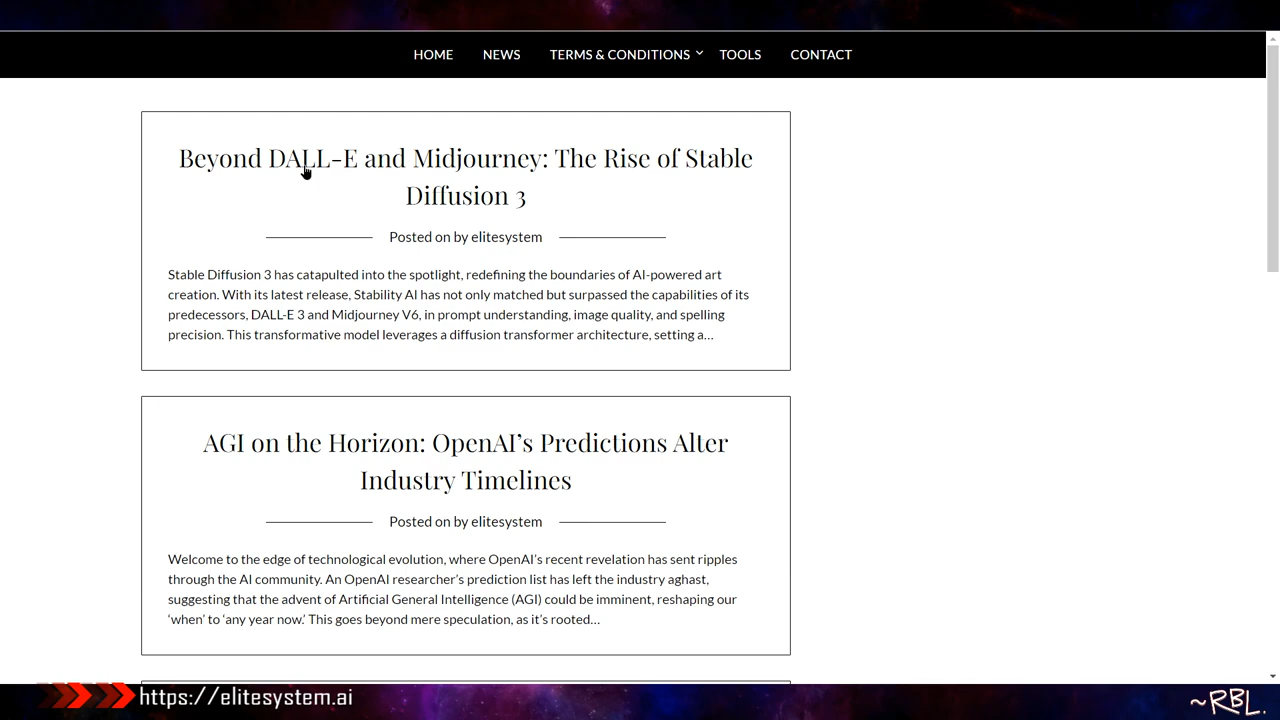 HOME NEWS TERMS & CONDITIONS TOOLS CONTACT
Beyond DALL-E and Midjourney: The Rise of Stable
Diffusion 3
Posted on by elitesystem
Stable Diffusion 3 has catapulted into the spotlight, redefining the boundaries of AI-powered art
creation. With its latest release, Stability AI has not only matched but surpassed the capabilities of its
predecessors, DALL-E 3 and Midjourney V6, in prompt understanding, image quality, and spelling
precision. This transformative model leverages a diffusion transformer architecture, setting a…
AGI on the Horizon: OpenAI’s Predictions Alter
Industry Timelines
Posted on by elitesystem
Welcome to the edge of technological evolution, where OpenAI’s recent revelation has sent ripples
through the AI community. An OpenAI researcher’s prediction list has left the industry aghast,
suggesting that the advent of Artificial General Intelligence (AGI) could be imminent, reshaping our
‘when’ to ‘any year now.’ This goes beyond mere speculation, as it’s rooted…
https://elitesystem.ai
~RBL.